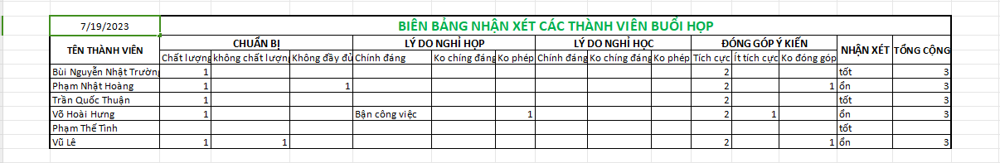 7/19/2023 BIÊN BẢNG NHẬN XÉT CÁC THÀNH VIÊN BUỔI HỌP
TÊN THÀNH VIÊN CHUẨN BỊ LÝ DO NGHỈ HỌP LÝ DO NGHỈ HỌC ĐÓNG GÓP Ý KIẾN NHẬN XÉT TỔNG CỘNG
Chất lượng không chất lượng Không đầy đủ Chính đáng Ko chính đáng Ko phép Chính đáng Ko chính đáng Ko phép Tích cực Ít tích cực Ko đóng góp
Bùi Nguyễn Nhật Trường 1 2 tốt 3
Phạm Nhật Hoàng 1 1 2 1 ổn 3
Trần Quốc Thuận 1 2 tốt 3
Võ Hoài Hưng 1 Bận công việc 1 2 1 ổn 3
Phạm Thế Tình tốt
Vũ Lê 1 1 2 1 ổn 3